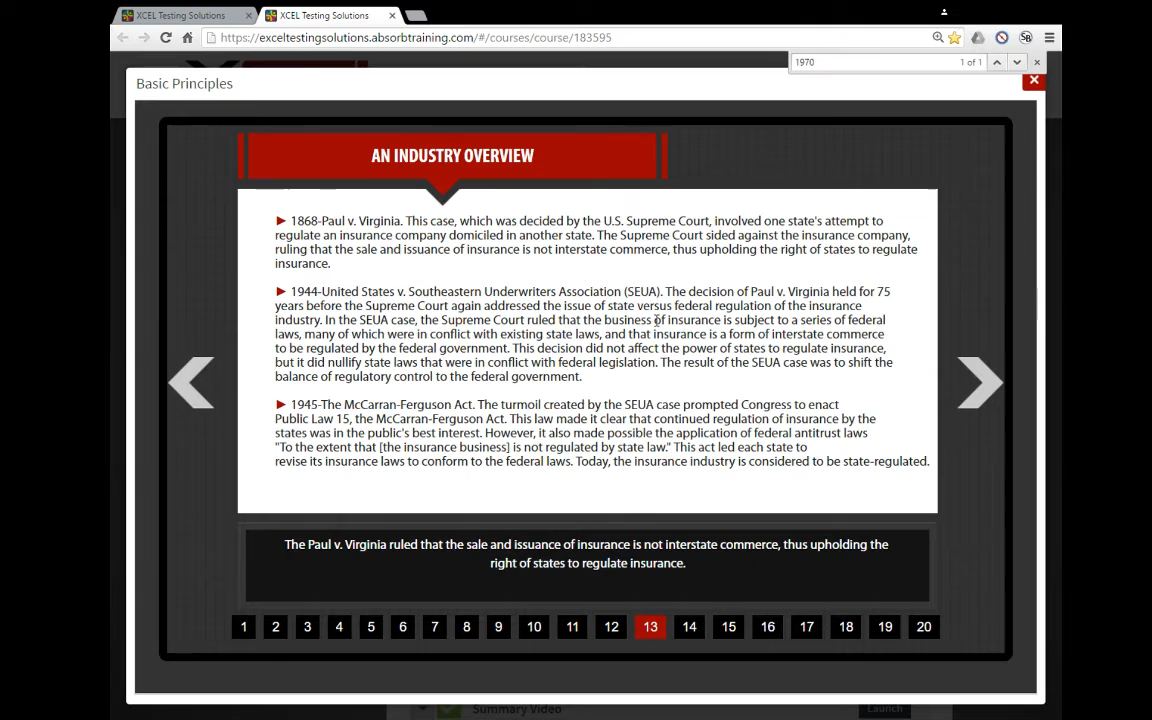 XCEL Testing Solutions
XCEL Testing Solutions
https://exceltestingsolutions.absorbtraining.com/#/courses/course/183595
1970
1 of 1
Basic Principles
AN INDUSTRY OVERVIEW
► 1868-Paul v. Virginia. This case, which was decided by the U.S. Supreme Court, involved one state's attempt to
regulate an insurance company domiciled in another state. The Supreme Court sided against the insurance company,
ruling that the sale and issuance of insurance is not interstate commerce, thus upholding the right of states to regulate
insurance.
► 1944-United States v. Southeastern Underwriters Association (SEUA). The decision of Paul v. Virginia held for 75
years before the Supreme Court again addressed the issue of state versus federal regulation of the insurance
industry. In the SEUA case, the Supreme Court ruled that the business of insurance is subject to a series of federal
laws, many of which were in conflict with existing state laws, and that insurance is a form of interstate commerce
to be regulated by the federal government. This decision did not affect the power of states to regulate insurance,
but it did nullify state laws that were in conflict with federal legislation. The result of the SEUA case was to shift the
balance of regulatory control to the federal government.
► 1945-The McCarran-Ferguson Act. The turmoil created by the SEUA case prompted Congress to enact
Public Law 15, the McCarran-Ferguson Act. This law made it clear that continued regulation of insurance by the
states was in the public's best interest. However, it also made possible the application of federal antitrust laws
"To the extent that [the insurance business] is not regulated by state law." This act led each state to
revise its insurance laws to conform to the federal laws. Today, the insurance industry is considered to be state-regulated.
The Paul v. Virginia ruled that the sale and issuance of insurance is not interstate commerce, thus upholding the
right of states to regulate insurance.
1 2 3 4 5 6 7 8 9 10 11 12 13 14 15 16 17 18 19 20
Summary Video
Launch